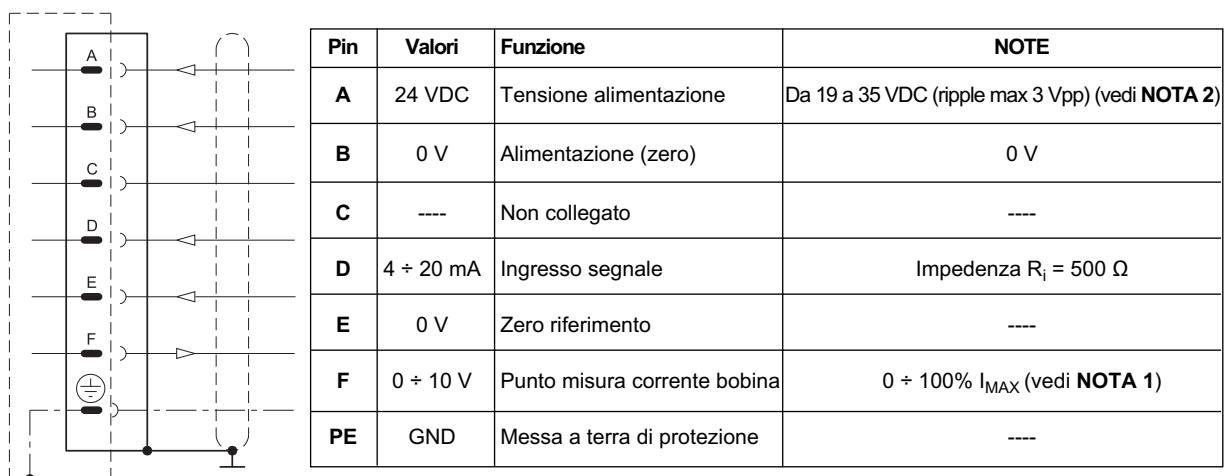 A
B
C
D
E
F
Pin Valori Funzione NOTE
A 24 VDC Tensione alimentazione Da 19 a 35 VDC (ripple max 3 Vpp) (vedi NOTA 2)
B 0 V Alimentazione (zero) 0 V
C ---- Non collegato ----
D 4 ÷ 20 mA Ingresso segnale Impedenza Ri = 500 Ω
E 0 V Zero riferimento ----
F 0 ÷ 10 V Punto misura corrente bobina 0 ÷ 100% IMAX (vedi NOTA 1)
PE GND Messa a terra di protezione ----